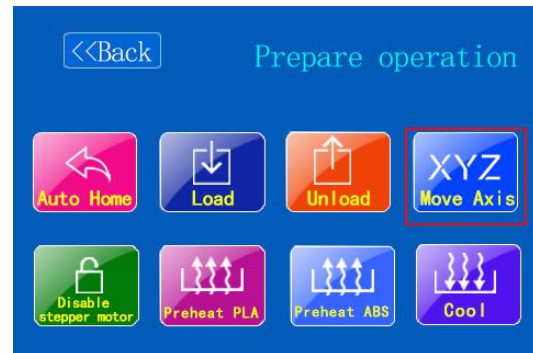 <<Back
Prepare operation
Auto Home
Load
Unload
XYZ
Move Axis
Disable
stepper motor
Preheat PLA
Preheat ABS
Cool